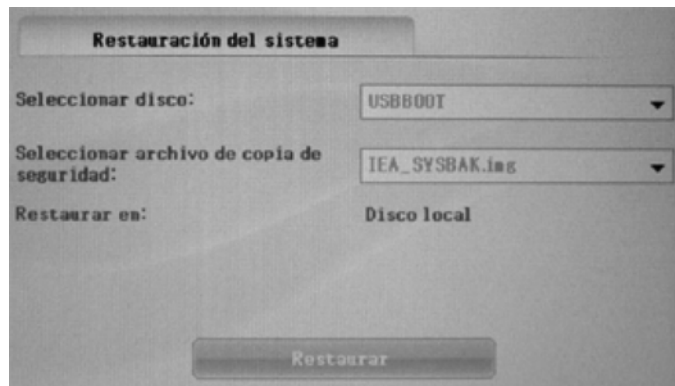 Restauración del sistema
Seleccionar disco:
USBBOOT
Seleccionar archivo de copia de
seguridad:
IEA_SYSBAK.img
Restaurar en:
Disco local
Restaurar